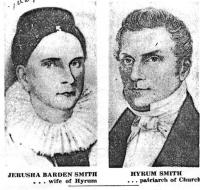 JERUSHA BARDEN SMITH
... wife of Hyrum
HYRUM SMITH
... patriarch of Church